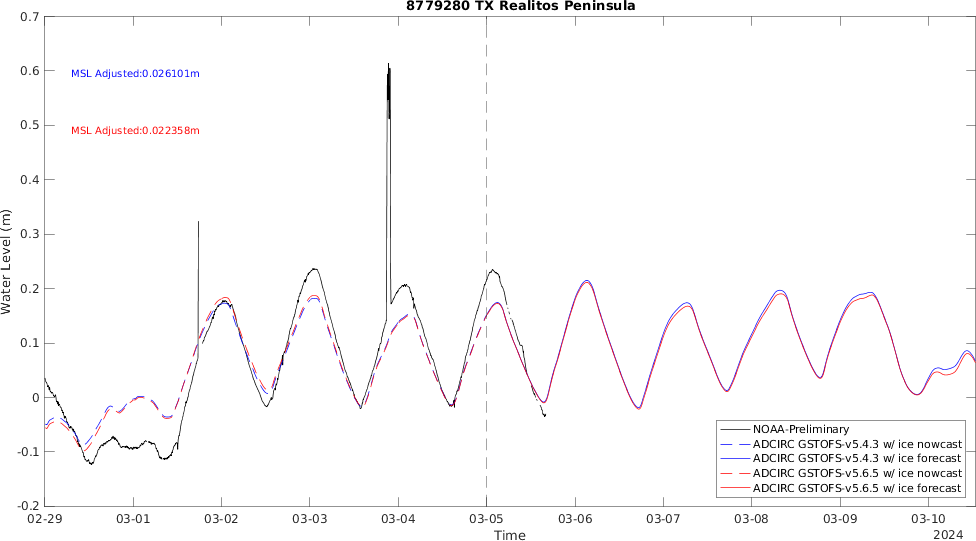 8779280 TX Realitos Peninsula
0.7
0.6
0.5
0.4
0.3
0.2
0.1
0
-0.1
-0.2
Water Level (m)
MSL Adjusted:0.026101m
MSL Adjusted:0.022358m
NOAA-Preliminary
ADCIRC GSTOFS-v5.4.3 w/ ice nowcast
ADCIRC GSTOFS-v5.4.3 w/ ice forecast
ADCIRC GSTOFS-v5.6.5 w/ ice nowcast
ADCIRC GSTOFS-v5.6.5 w/ ice forecast
02-29 03-01 03-02 03-03 03-04 03-05 03-06 03-07 03-08 03-09 03-10
Time
2024